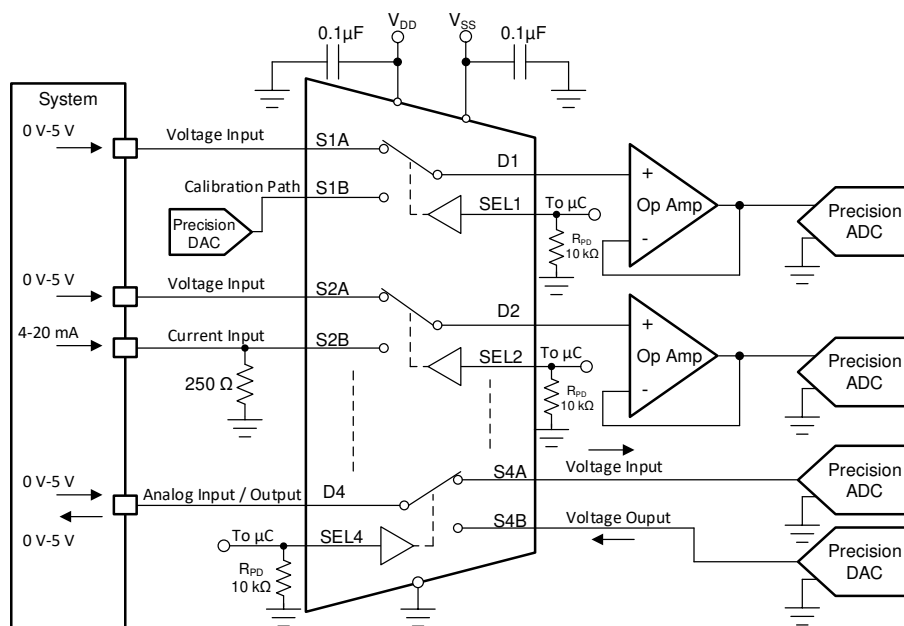 0.1µF
VDD
VSS
0.1µF
System
0 V-5 V
Voltage Input
S1A
D1
+
Op Amp
-
Precision
ADC
Calibration Path
S1B
Precision
DAC
SEL1
To µC
RPD
10 kΩ
0 V-5 V
Voltage Input
S2A
D2
+
Op Amp
-
Precision
ADC
4-20 mA
Current Input
S2B
250 Ω
SEL2
To µC
RPD
10 kΩ
0 V-5 V
Analog Input / Output
D4
0 V-5 V
S4A
Voltage Input
Precision
ADC
S4B
Voltage Ouput
Precision
DAC
To µC
SEL4
RPD
10 kΩ